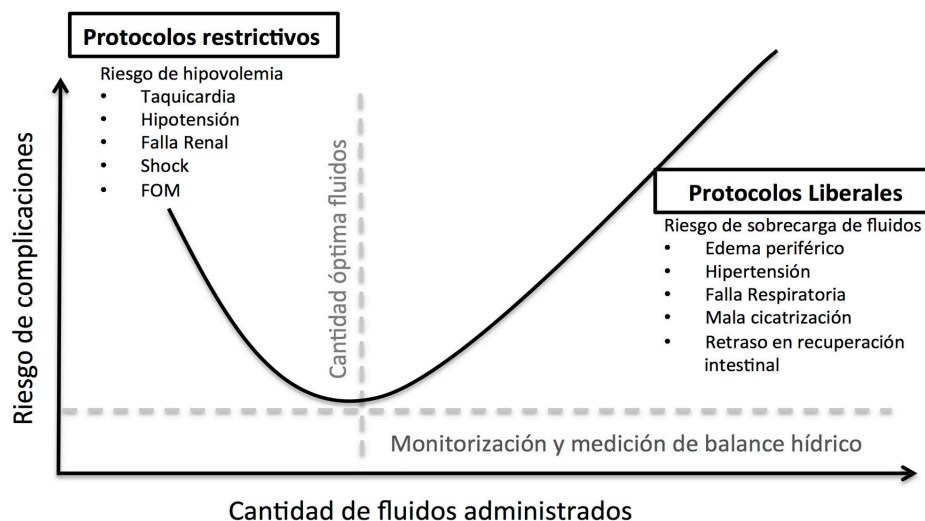 Protocolos restrictivos
Riesgo de hipovolemia
• Taquicardia
• Hipotensión
• Falla Renal
• Shock
• FOM
Riesgo de complicaciones
Cantidad óptima fluidos
Protocolos Liberales
Riesgo de sobrecarga de fluidos
• Edema periférico
• Hipertensión
• Falla Respiratoria
• Mala cicatrización
• Retraso en recuperación
intestinal
Monitorización y medición de balance hídrico
Cantidad de fluidos administrados